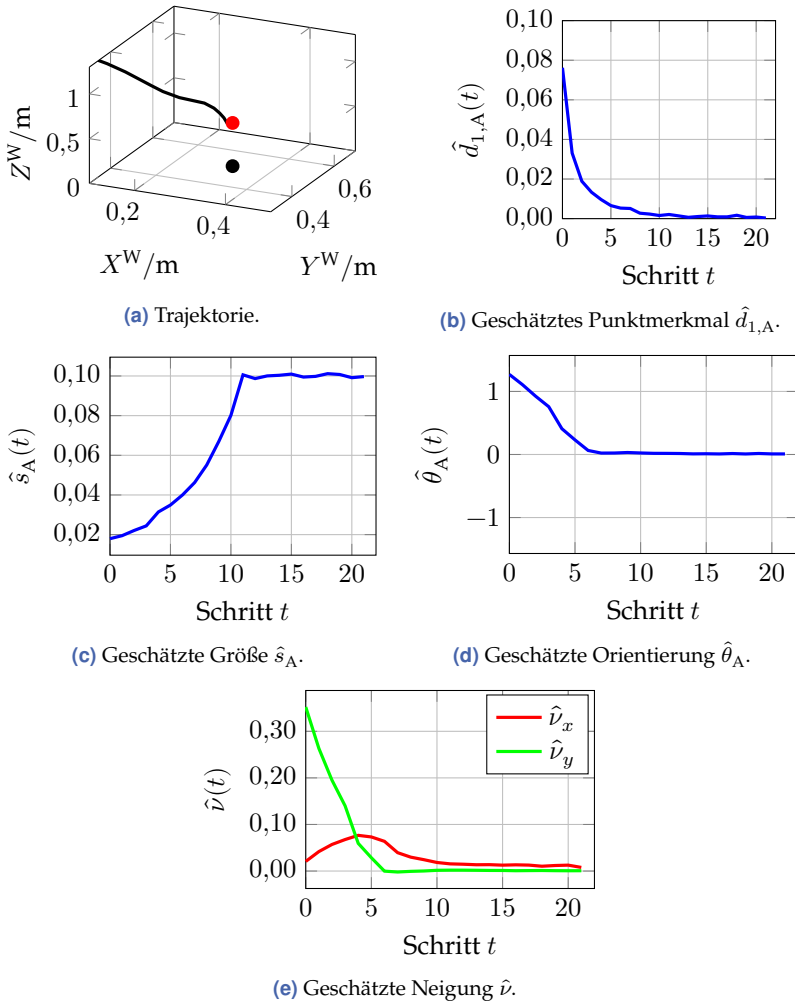 0
0,5
1
Z^W/m
0,2
0,4
X^W/m
0,4
0,6
Y^W/m
(a) Trajektorie.
0,00
0,02
0,04
0,06
0,08
0,10
d̂_{1,A}(t)
0 5 10 15 20
Schritt t
(b) Geschätztes Punktmerkmal d̂_{1,A}.
0,02
0,04
0,06
0,08
0,10
ŝ_A(t)
0 5 10 15 20
Schritt t
(c) Geschätzte Größe ŝ_A.
−1
0
1
θ̂_A(t)
0 5 10 15 20
Schritt t
(d) Geschätzte Orientierung θ̂_A.
0,00
0,10
0,20
0,30
ν̂(t)
ν̂_x
ν̂_y
0 5 10 15 20
Schritt t
(e) Geschätzte Neigung ν̂.